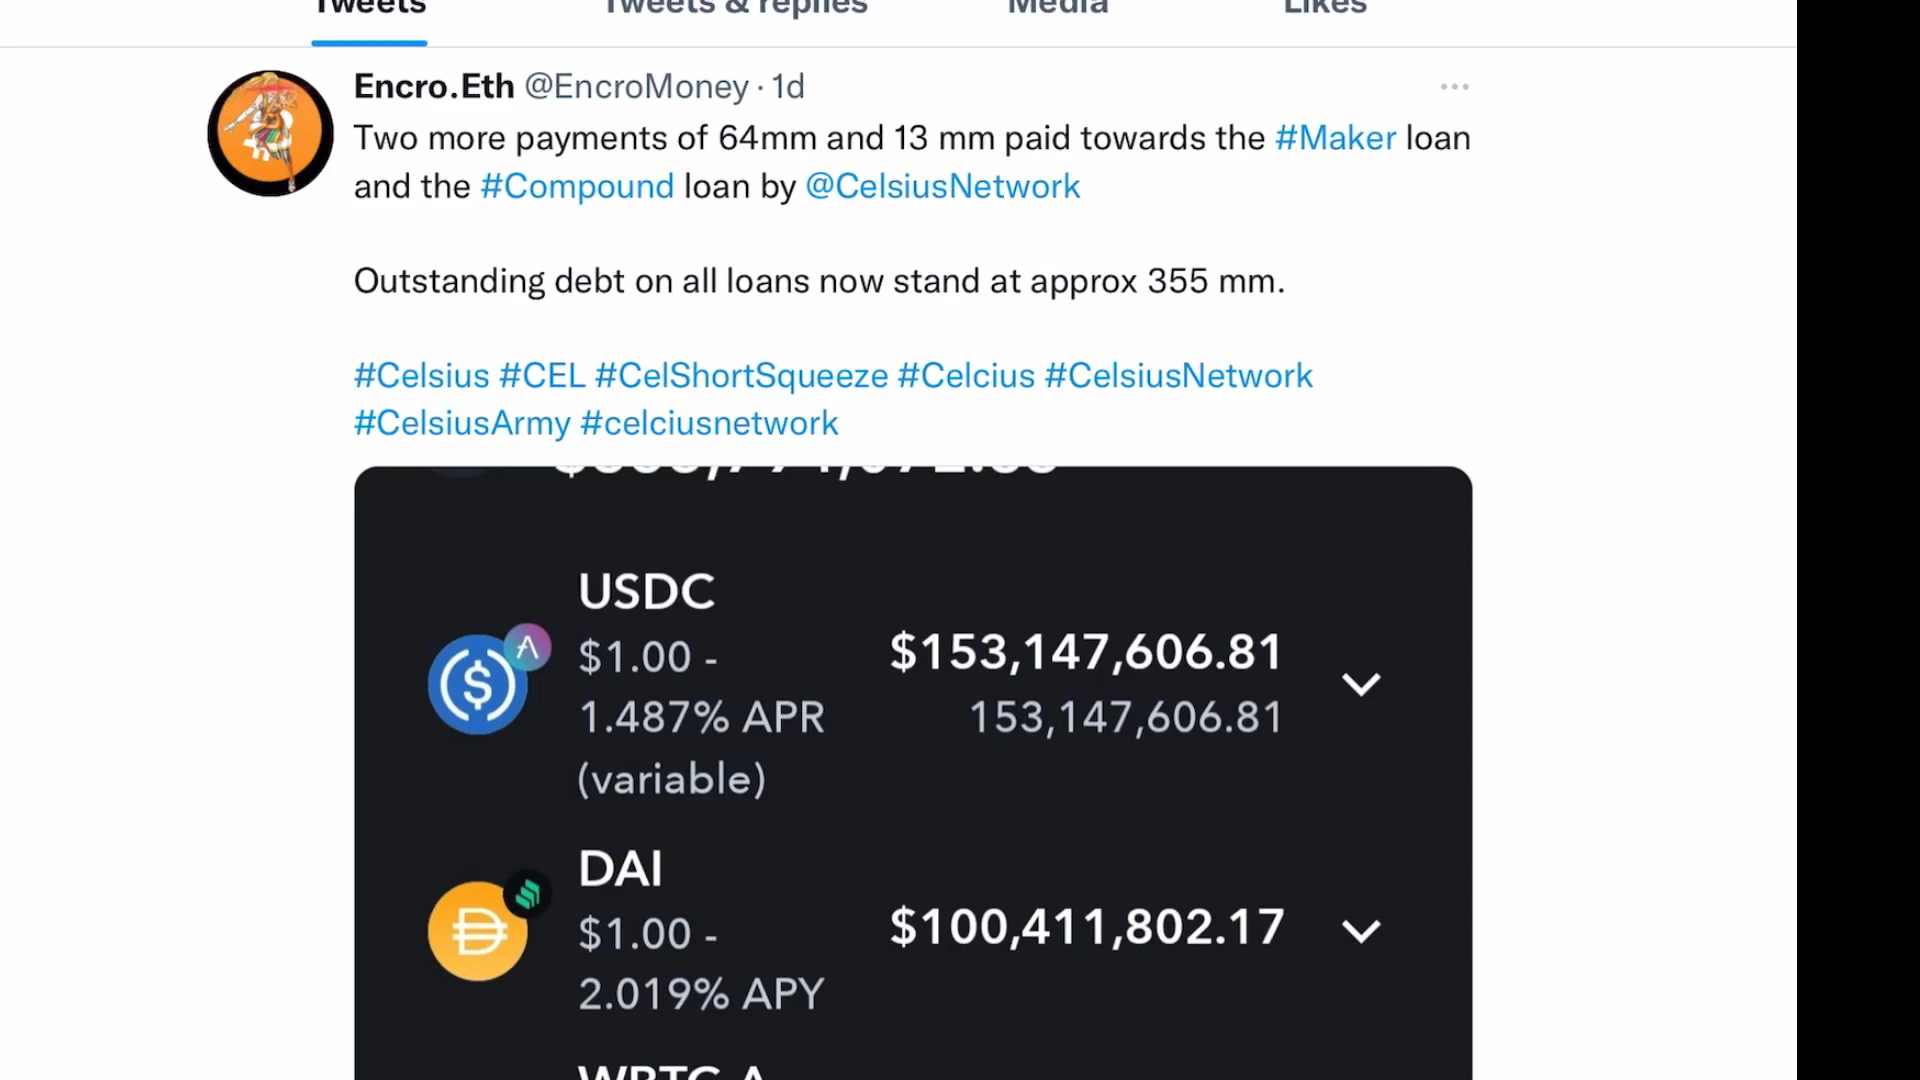 Tweets Tweets & replies Media Likes
Encro.Eth @EncroMoney · 1d
Two more payments of 64mm and 13 mm paid towards the #Maker loan
and the #Compound loan by @CelsiusNetwork
Outstanding debt on all loans now stand at approx 355 mm.
#Celsius #CEL #CelShortSqueeze #Celcius #CelsiusNetwork
#CelsiusArmy #celciusnetwork
USDC
$1.00 -
$153,147,606.81
1.487% APR
153,147,606.81
(variable)
DAI
$1.00 -
$100,411,802.17
2.019% APY
WBTC-A